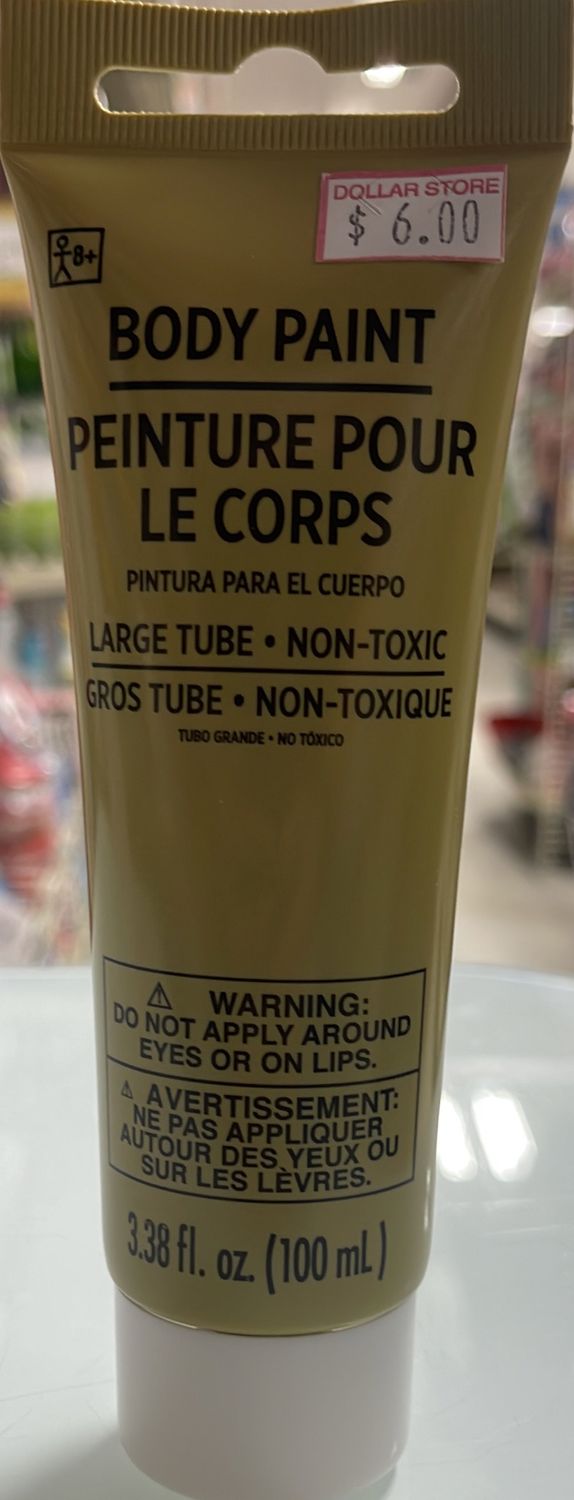 DOLLAR STORE
$ 6.00
8+
BODY PAINT
PEINTURE POUR
LE CORPS
PINTURA PARA EL CUERPO
LARGE TUBE • NON-TOXIC
GROS TUBE • NON-TOXIQUE
TUBO GRANDE • NO TÓXICO
⚠ WARNING:
DO NOT APPLY AROUND
EYES OR ON LIPS.
⚠ AVERTISSEMENT:
NE PAS APPLIQUER
AUTOUR DES YEUX OU
SUR LES LÈVRES.
3.38 fl. oz. (100 mL)